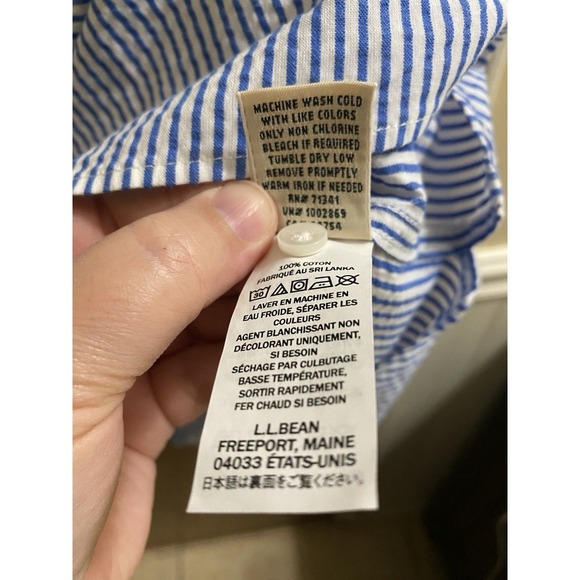 MACHINE WASH COLD
WITH LIKE COLORS
ONLY NON CHLORINE
BLEACH IF REQUIRED
TUMBLE DRY LOW
REMOVE PROMPTLY
WARM IRON IF NEEDED
RN# 71341
VN# 1002869
754
100% COTON
FABRIQUÉ AU SRI LANKA
30
LAVER EN MACHINE EN
EAU FROIDE, SÉPARER LES
COULEURS
AGENT BLANCHISSANT NON
DÉCOLORANT UNIQUEMENT,
SI BESOIN
SÉCHAGE PAR CULBUTAGE
BASSE TEMPÉRATURE,
SORTIR RAPIDEMENT
FER CHAUD SI BESOIN
L.L.BEAN
FREEPORT, MAINE
04033 ÉTATS-UNIS
日本語は裏面をご覧ください。